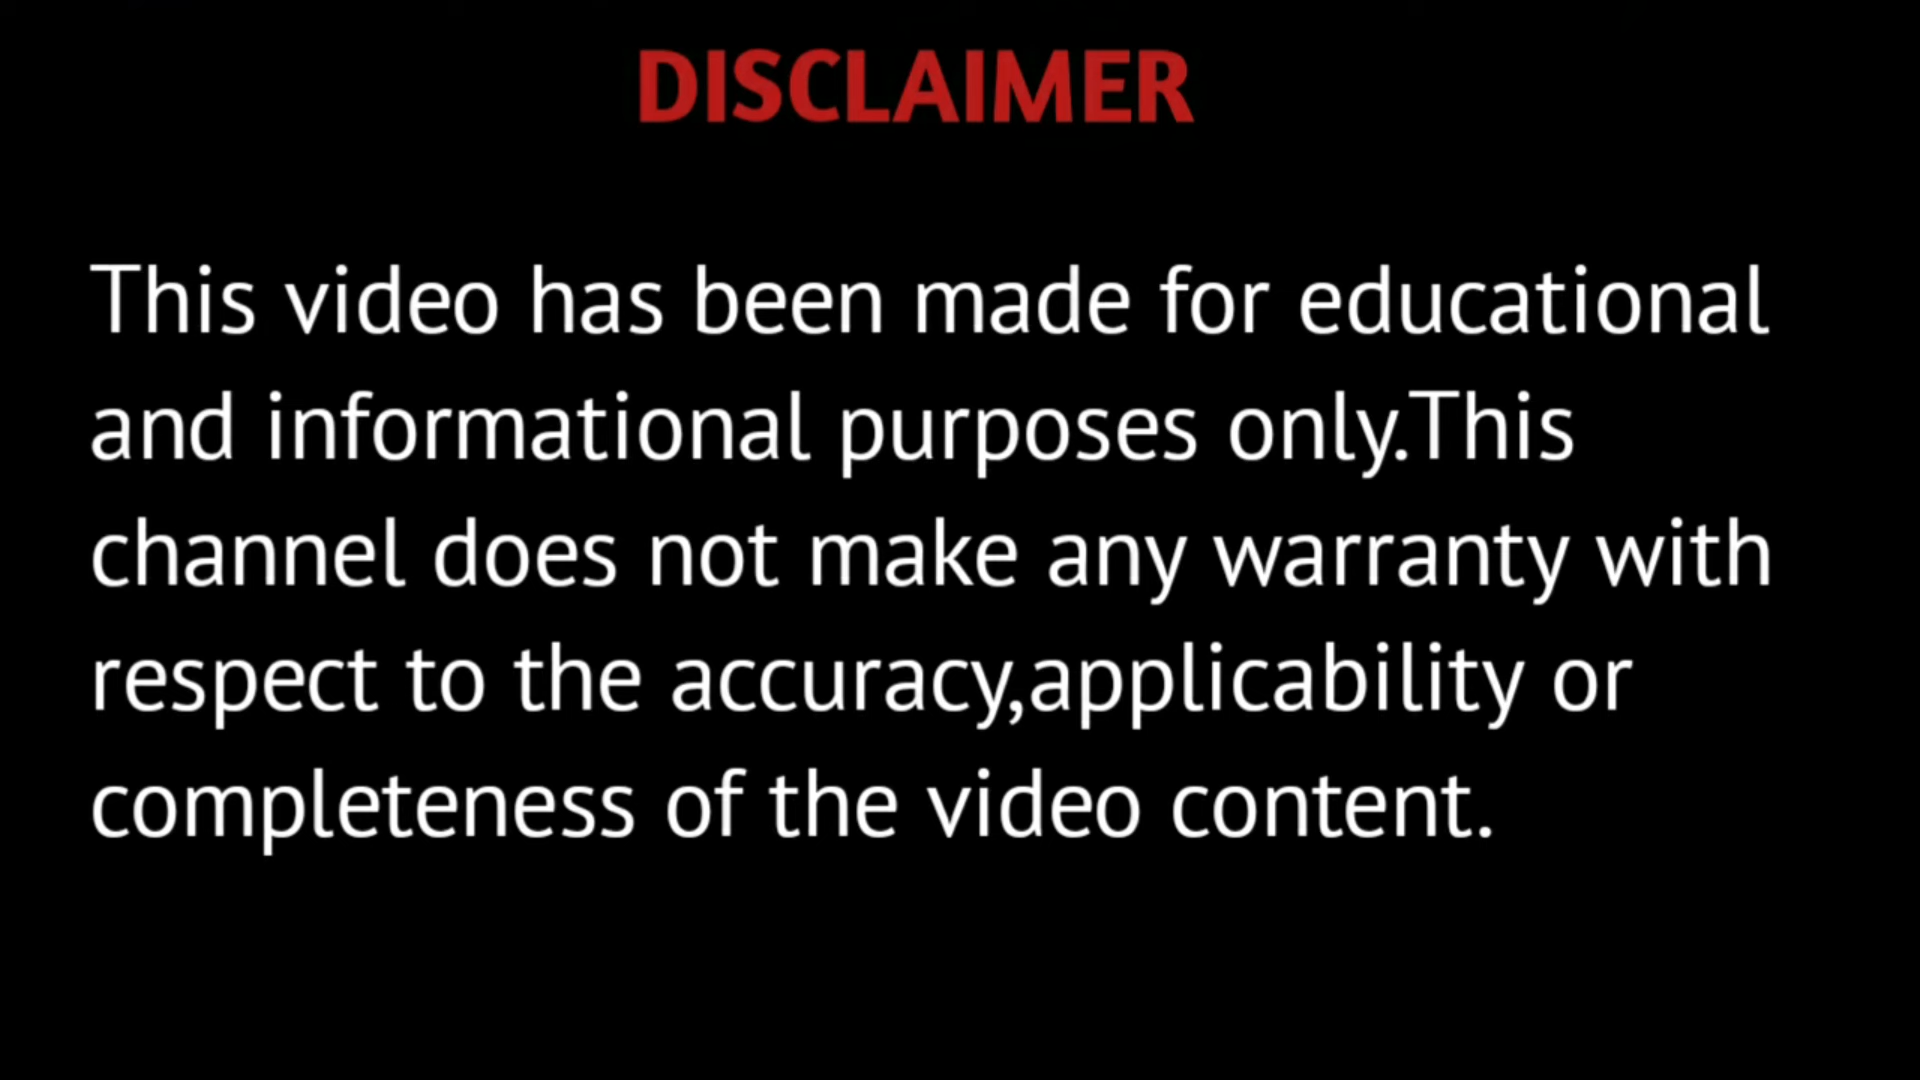 DISCLAIMER
This video has been made for educational
and informational purposes only.This
channel does not make any warranty with
respect to the accuracy,applicability or
completeness of the video content.